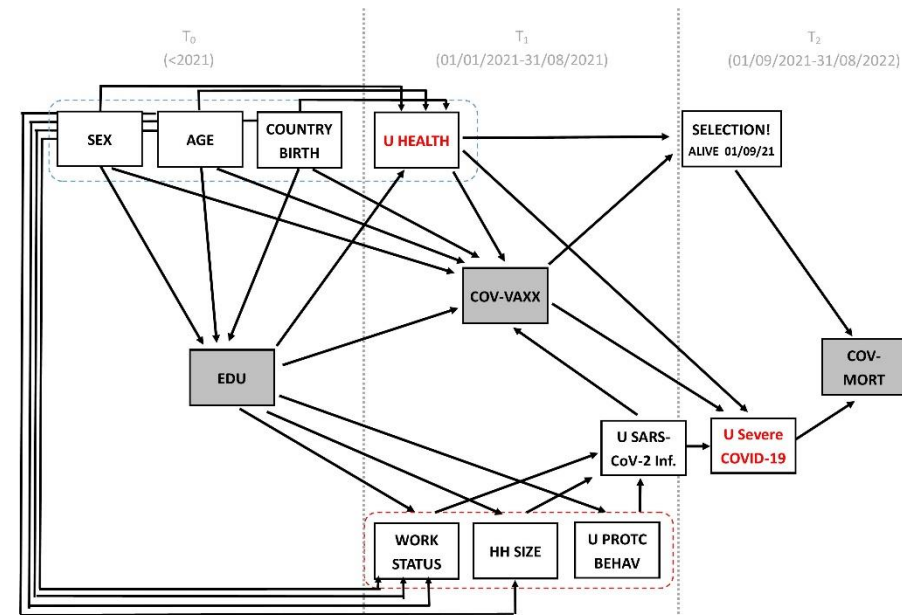 T₀
(<2021)
T₁
(01/01/2021-31/08/2021)
T₂
(01/09/2021-31/08/2022)
SEX
AGE
COUNTRY
BIRTH
U HEALTH
SELECTION!
ALIVE 01/09/21
COV-VAXX
EDU
COV-
MORT
U SARS-
CoV-2 Inf.
U Severe
COVID-19
WORK
STATUS
HH SIZE
U PROTC
BEHAV